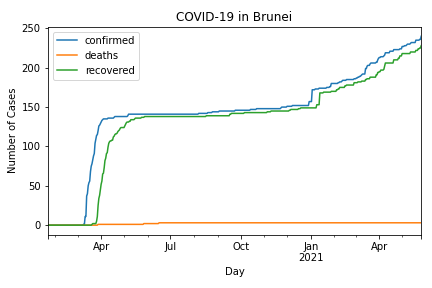 COVID-19 in Brunei
confirmed
deaths
recovered
250
200
150
100
50
0
Number of Cases
Apr
Jul
Oct
Jan
2021
Apr
Day